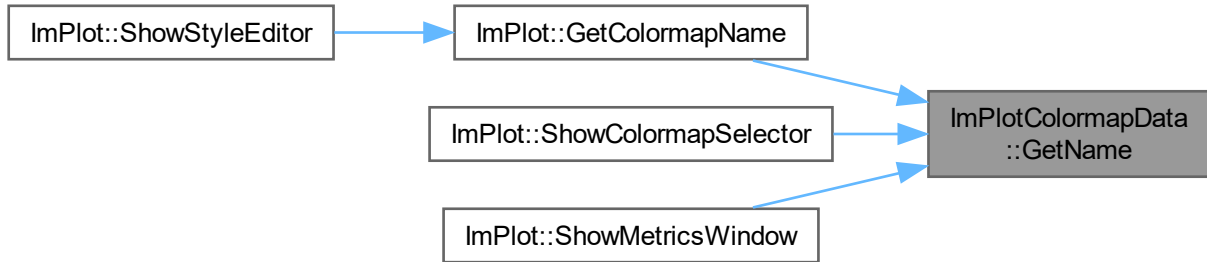 ImPlot::ShowStyleEditor
ImPlot::GetColormapName
ImPlot::ShowColormapSelector
ImPlot::ShowMetricsWindow
ImPlotColormapData
::GetName